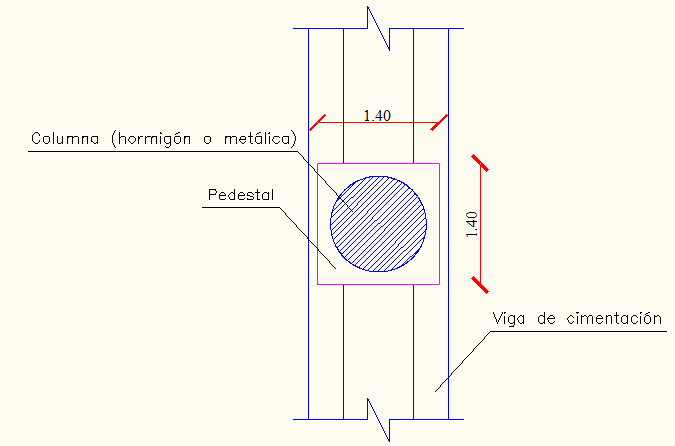 1.40
Columna (hormigón o metálica)
Pedestal
1.40
Viga de cimentación